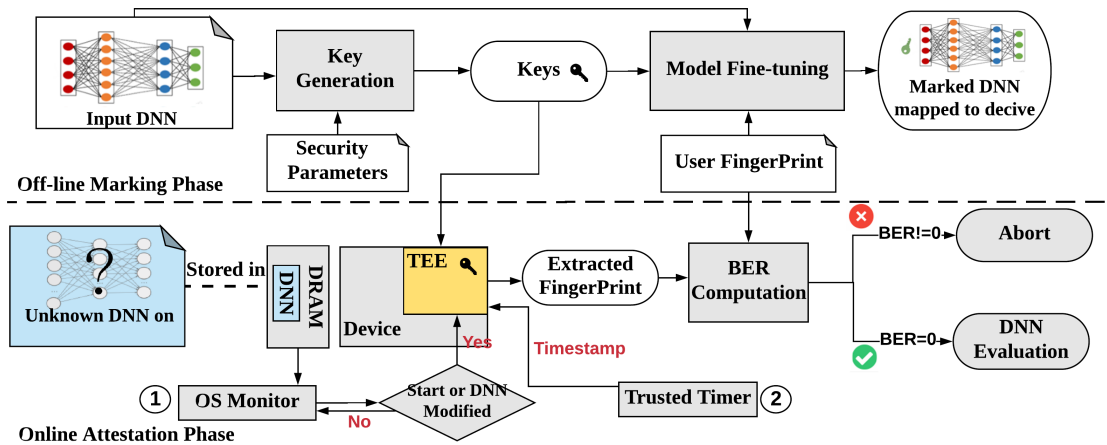 Input DNN
Key
Generation
Keys
Model Fine-tuning
Marked DNN
mapped to decive
Security
Parameters
User FingerPrint
Off-line Marking Phase
?
Unknown DNN on
Stored in
DRAM
DNN
TEE
Device
Extracted
FingerPrint
BER
Computation
BER!=0
Abort
BER=0
DNN
Evaluation
Yes
Timestamp
1
OS Monitor
Start or DNN
Modified
No
Trusted Timer
2
Online Attestation Phase